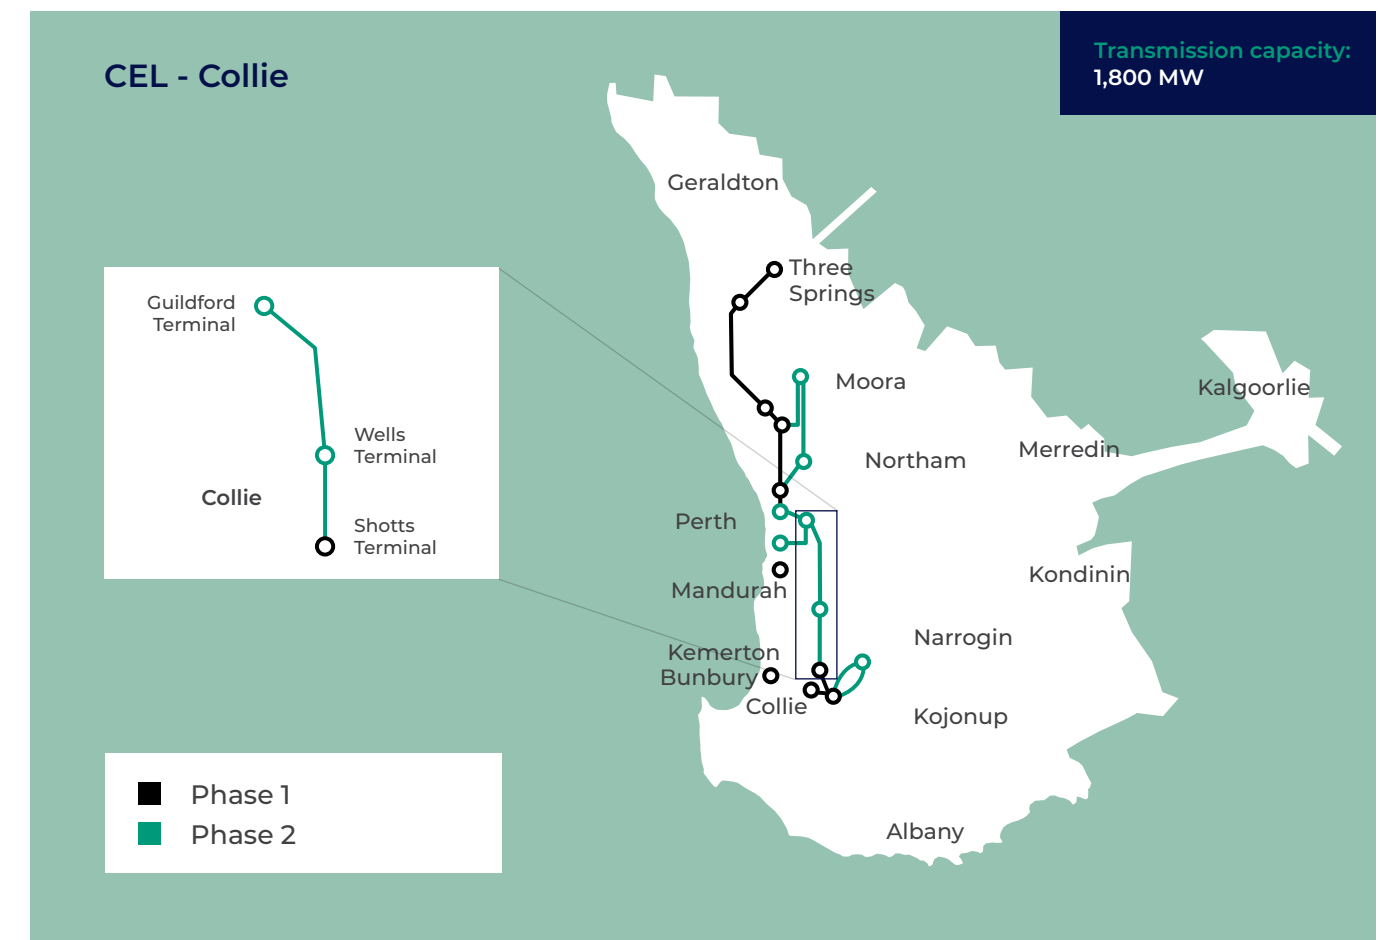 CEL - Collie
Transmission capacity:
1,800 MW
Geraldton
Three
Springs
Moora
Kalgoorlie
Merredin
Northam
Perth
Kondinin
Mandurah
Narrogin
Kemerton
Bunbury
Collie
Kojonup
Albany
Guildford
Terminal
Wells
Terminal
Collie
Shotts
Terminal
Phase 1
Phase 2